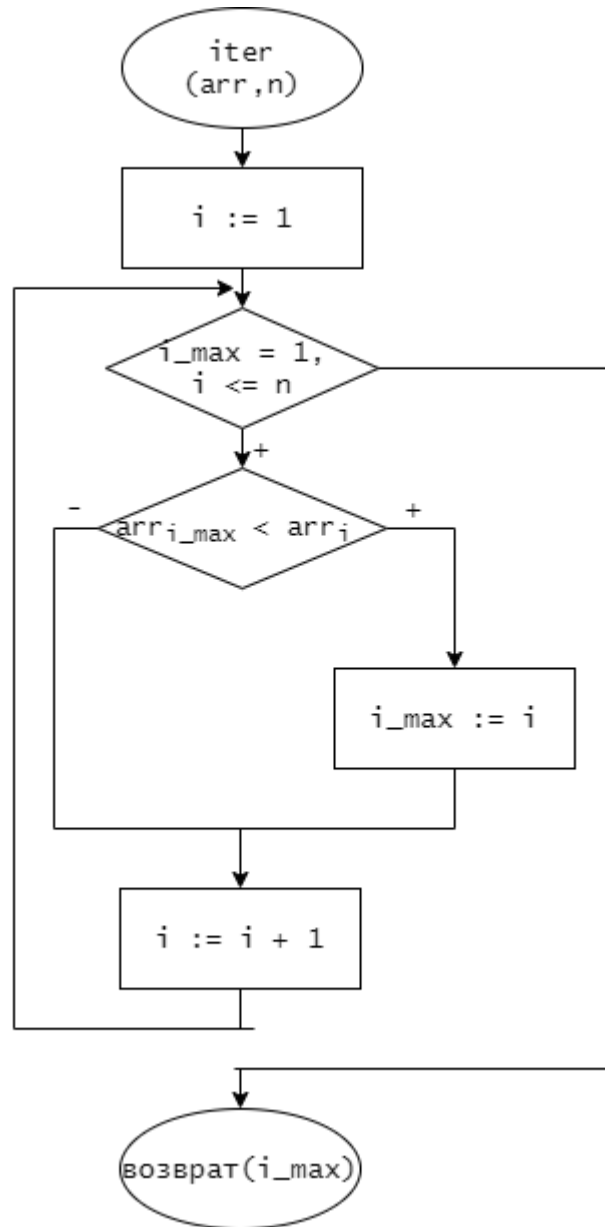 iter
(arr,n)
i := 1
i_max = 1,
i <= n
+
-
+
arri_max < arri
i_max := i
i := i + 1
возврат(i_max)